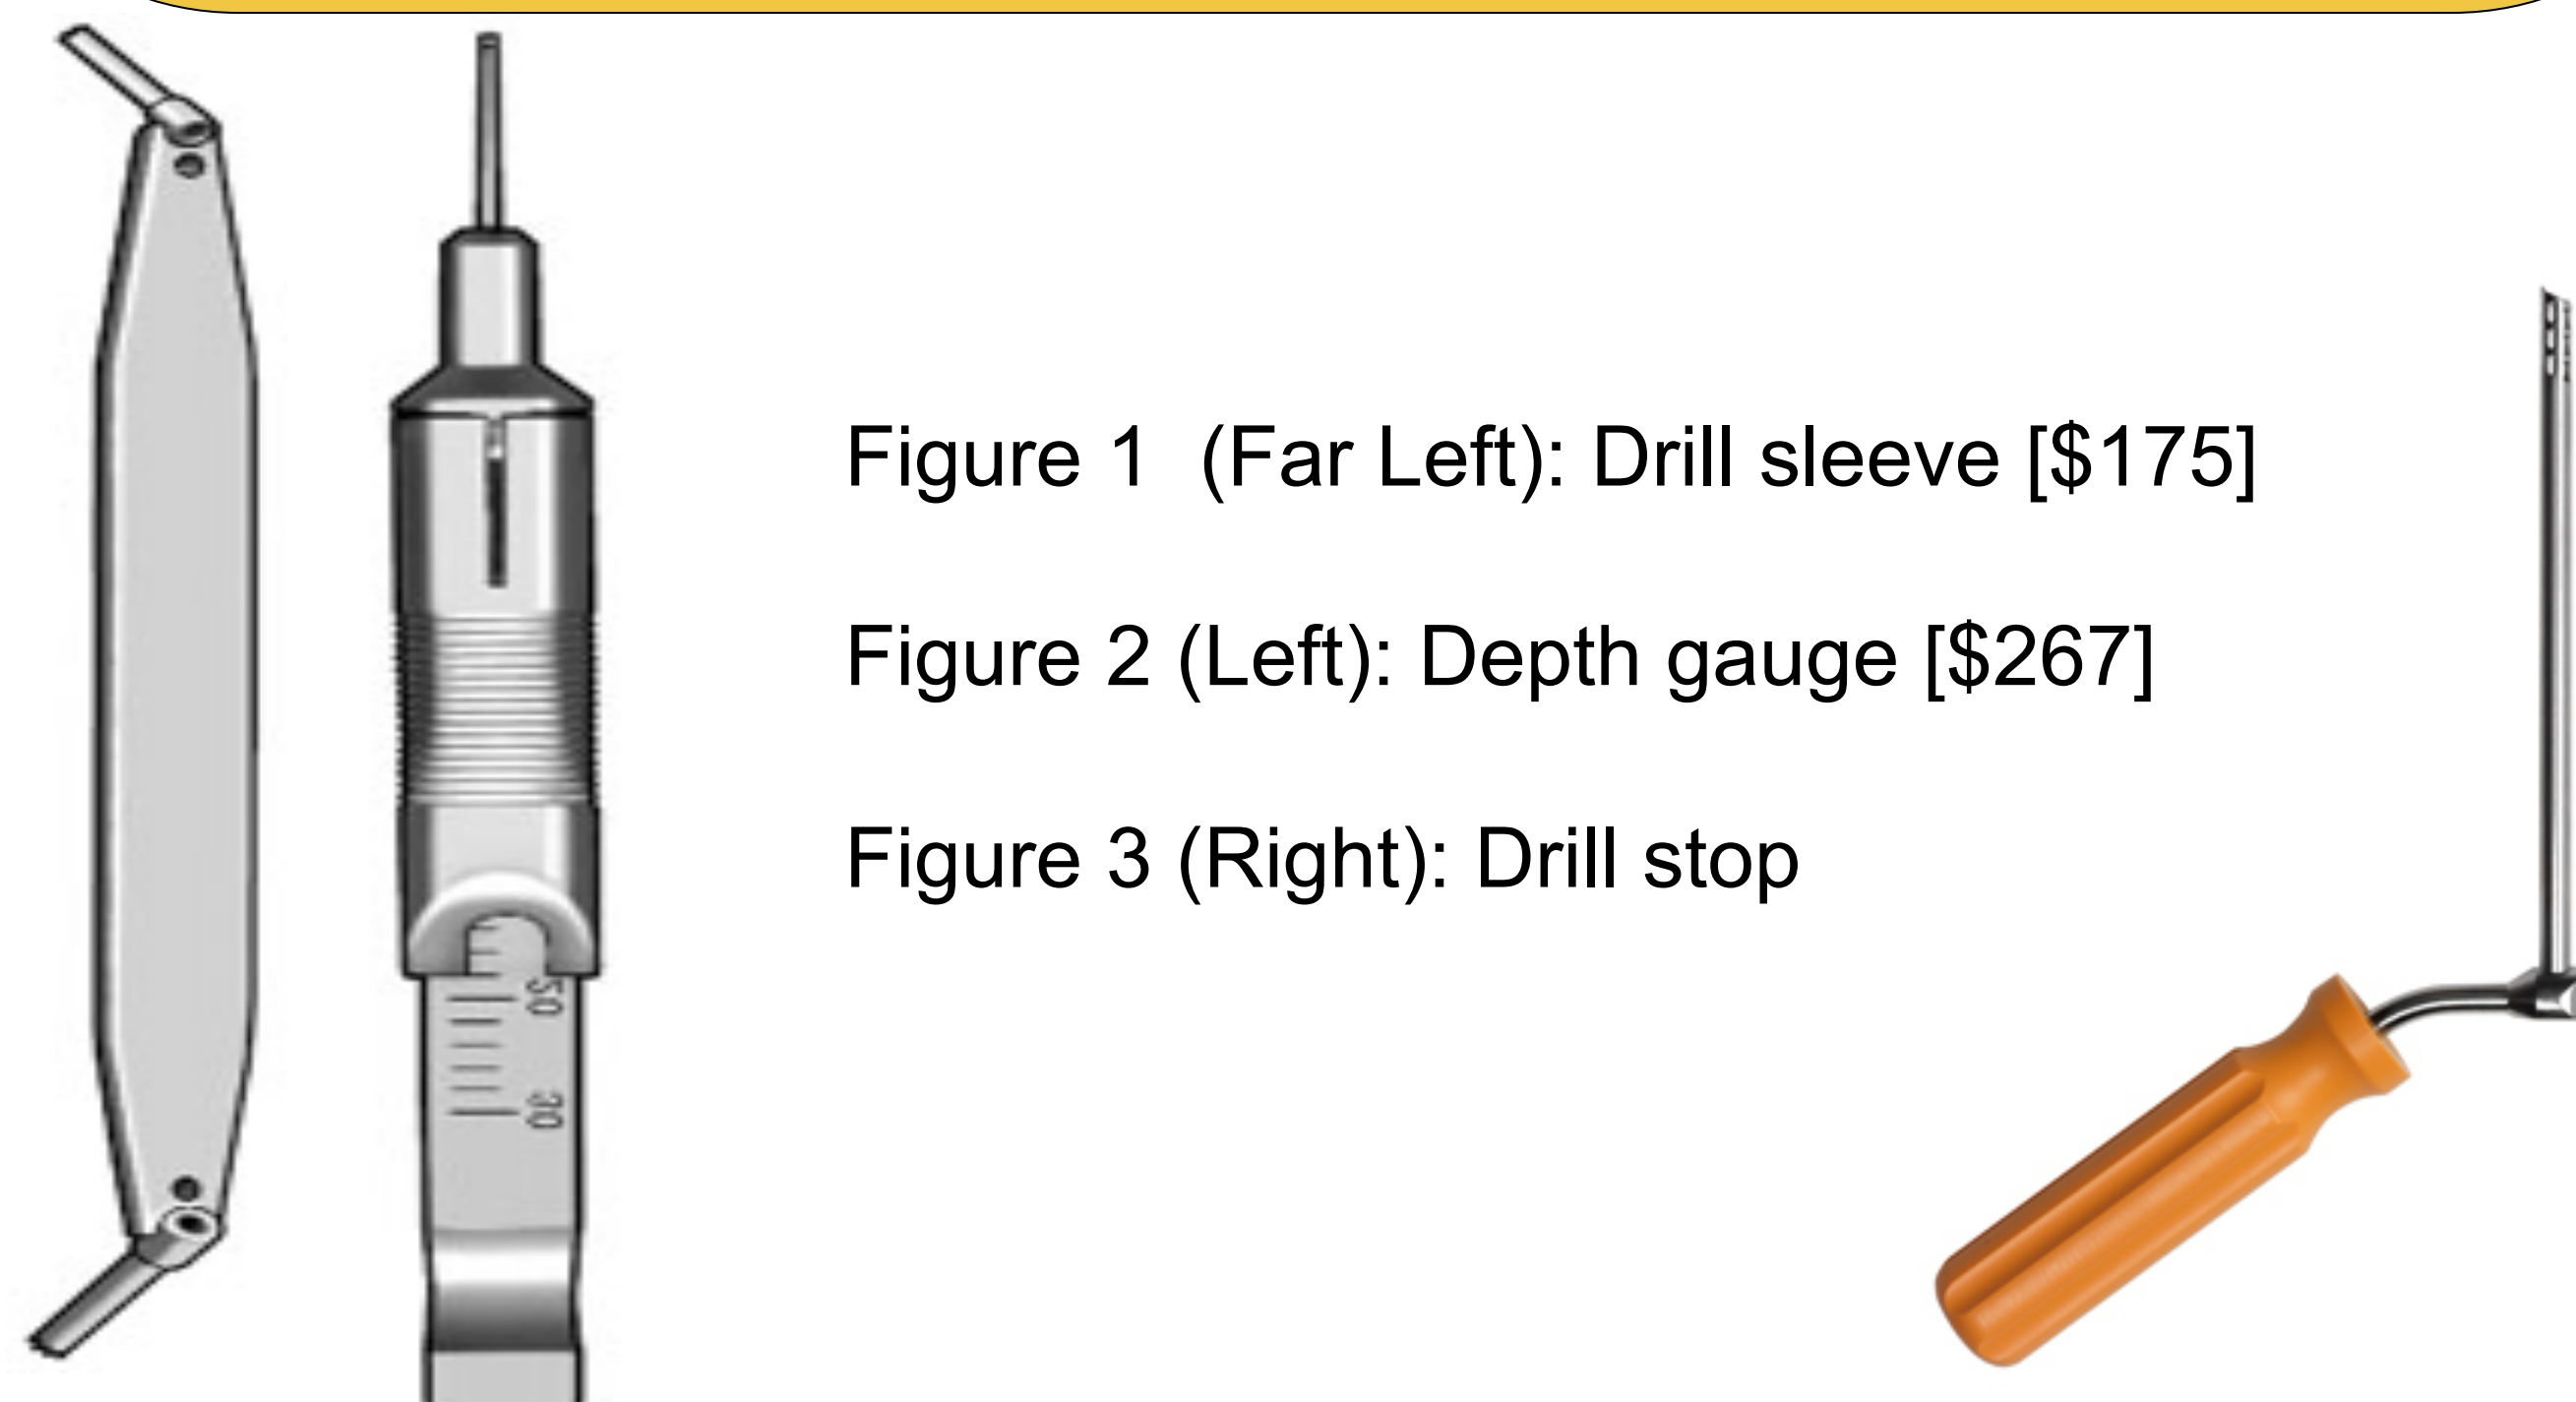 Figure 1  (Far Left): Drill sleeve [$175]
Figure 2 (Left): Depth gauge [$267]
Figure 3 (Right): Drill stop
20
30